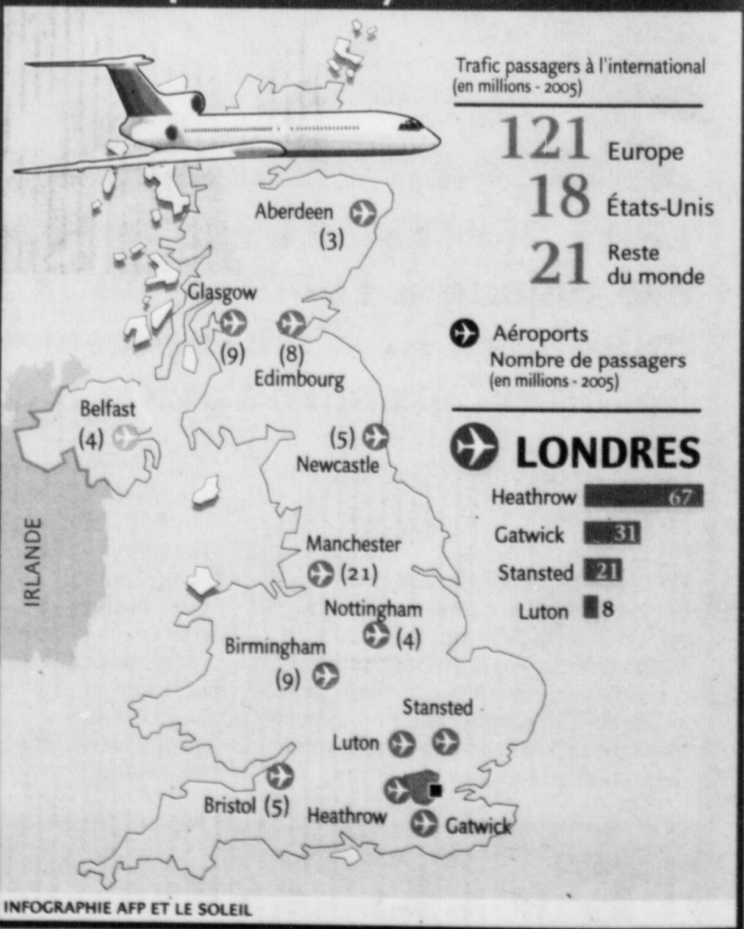 Trafic passagers à l'international
(en millions - 2005)
121 Europe
18 États-Unis
21 Reste
du monde
Aéroports
Nombre de passagers
(en millions - 2005)
LONDRES
Heathrow 67
Gatwick 31
Stansted 21
Luton 8
Aberdeen
(3)
Glasgow
(9)
(8)
Edimbourg
Belfast
(4)
(5)
Newcastle
IRLANDE
Manchester
(21)
Nottingham
(4)
Birmingham
(9)
Stansted
Luton
Bristol (5)
Heathrow
Gatwick
INFOGRAPHIE AFP ET LE SOLEIL